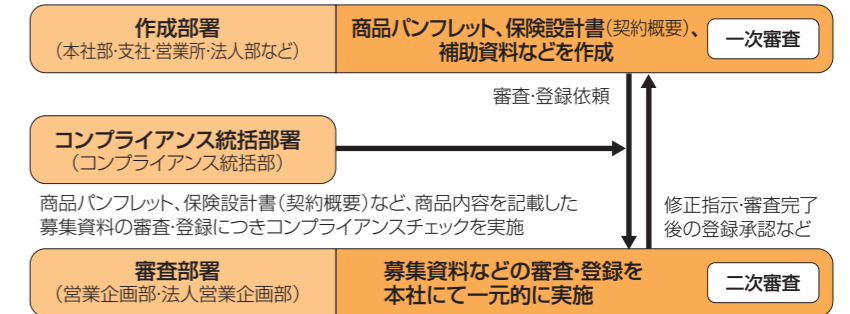 作成部署
(本社部・支社・営業所・法人部など)
商品パンフレット、保険設計書(契約概要)、
補助資料などを作成
一次審査
審査・登録依頼
コンプライアンス統括部署
(コンプライアンス統括部)
商品パンフレット、保険設計書(契約概要)など、商品内容を記載した
募集資料の審査・登録につきコンプライアンスチェックを実施
修正指示・審査完了
後の登録承認など
審査部署
(営業企画部・法人営業企画部)
募集資料などの審査・登録を
本社にて一元的に実施
二次審査